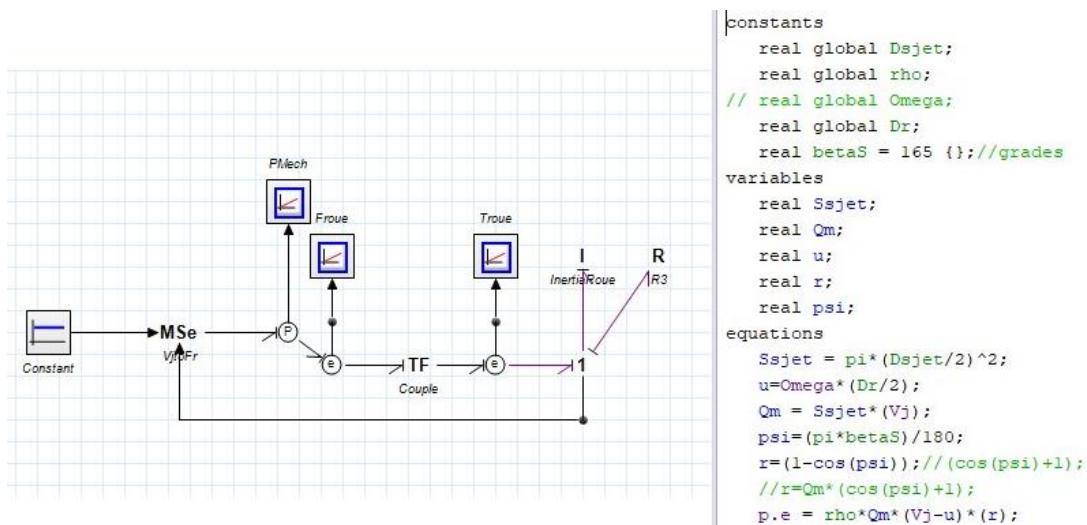 PMech
Froue
Troue
I
R
InertieRoue
R3
P
MSe
VjtoFr
Constant
e
TF
Couple
e
1
constants
real global Dsjet;
real global rho;
// real global Omega;
real global Dr;
real betaS = 165 {};//grades
variables
real Ssjet;
real Qm;
real u;
real r;
real psi;
equations
Ssjet = pi*(Dsjet/2)^2;
u=Omega*(Dr/2);
Qm = Ssjet*(Vj);
psi=(pi*betaS)/180;
r=(1-cos(psi));//(cos(psi)+1);
//r=Qm*(cos(psi)+1);
p.e = rho*Qm*(Vj-u)*(r);